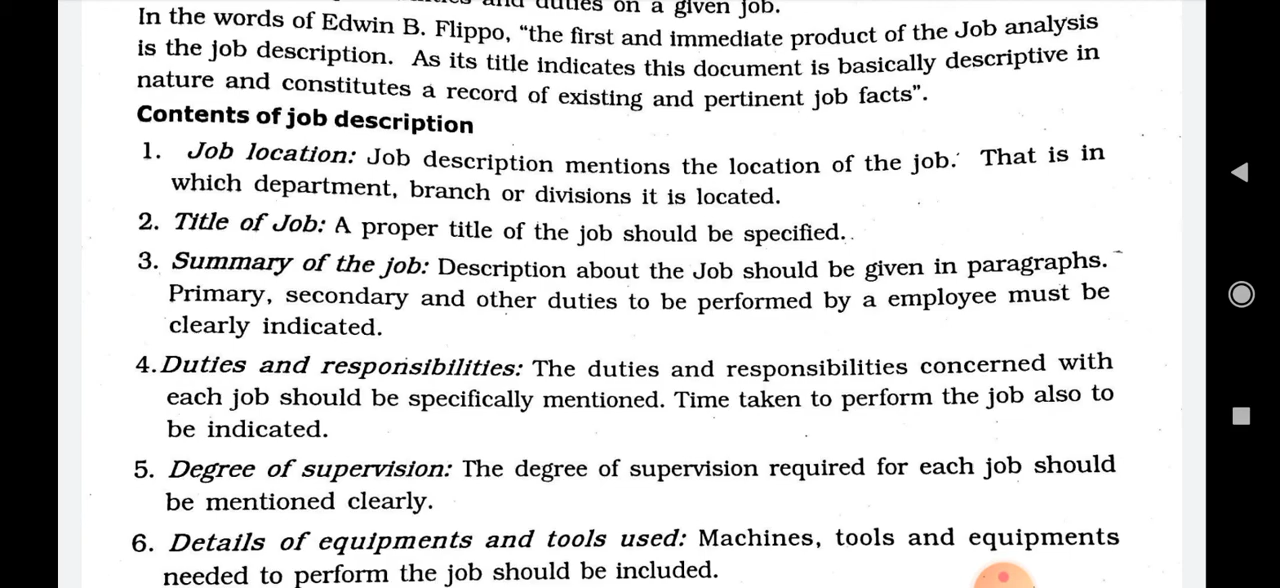 and duties on a given job.
In the words of Edwin B. Flippo, “the first and immediate product of the Job analysis
is the job description. As its title indicates this document is basically descriptive in
nature and constitutes a record of existing and pertinent job facts”.
Contents of job description
1. Job location: Job description mentions the location of the job. That is in
which department, branch or divisions it is located.
2. Title of Job: A proper title of the job should be specified.
3. Summary of the job: Description about the Job should be given in paragraphs.
Primary, secondary and other duties to be performed by a employee must be
clearly indicated.
4. Duties and responsibilities: The duties and responsibilities concerned with
each job should be specifically mentioned. Time taken to perform the job also to
be indicated.
5. Degree of supervision: The degree of supervision required for each job should
be mentioned clearly.
6. Details of equipments and tools used: Machines, tools and equipments
needed to perform the job should be included.